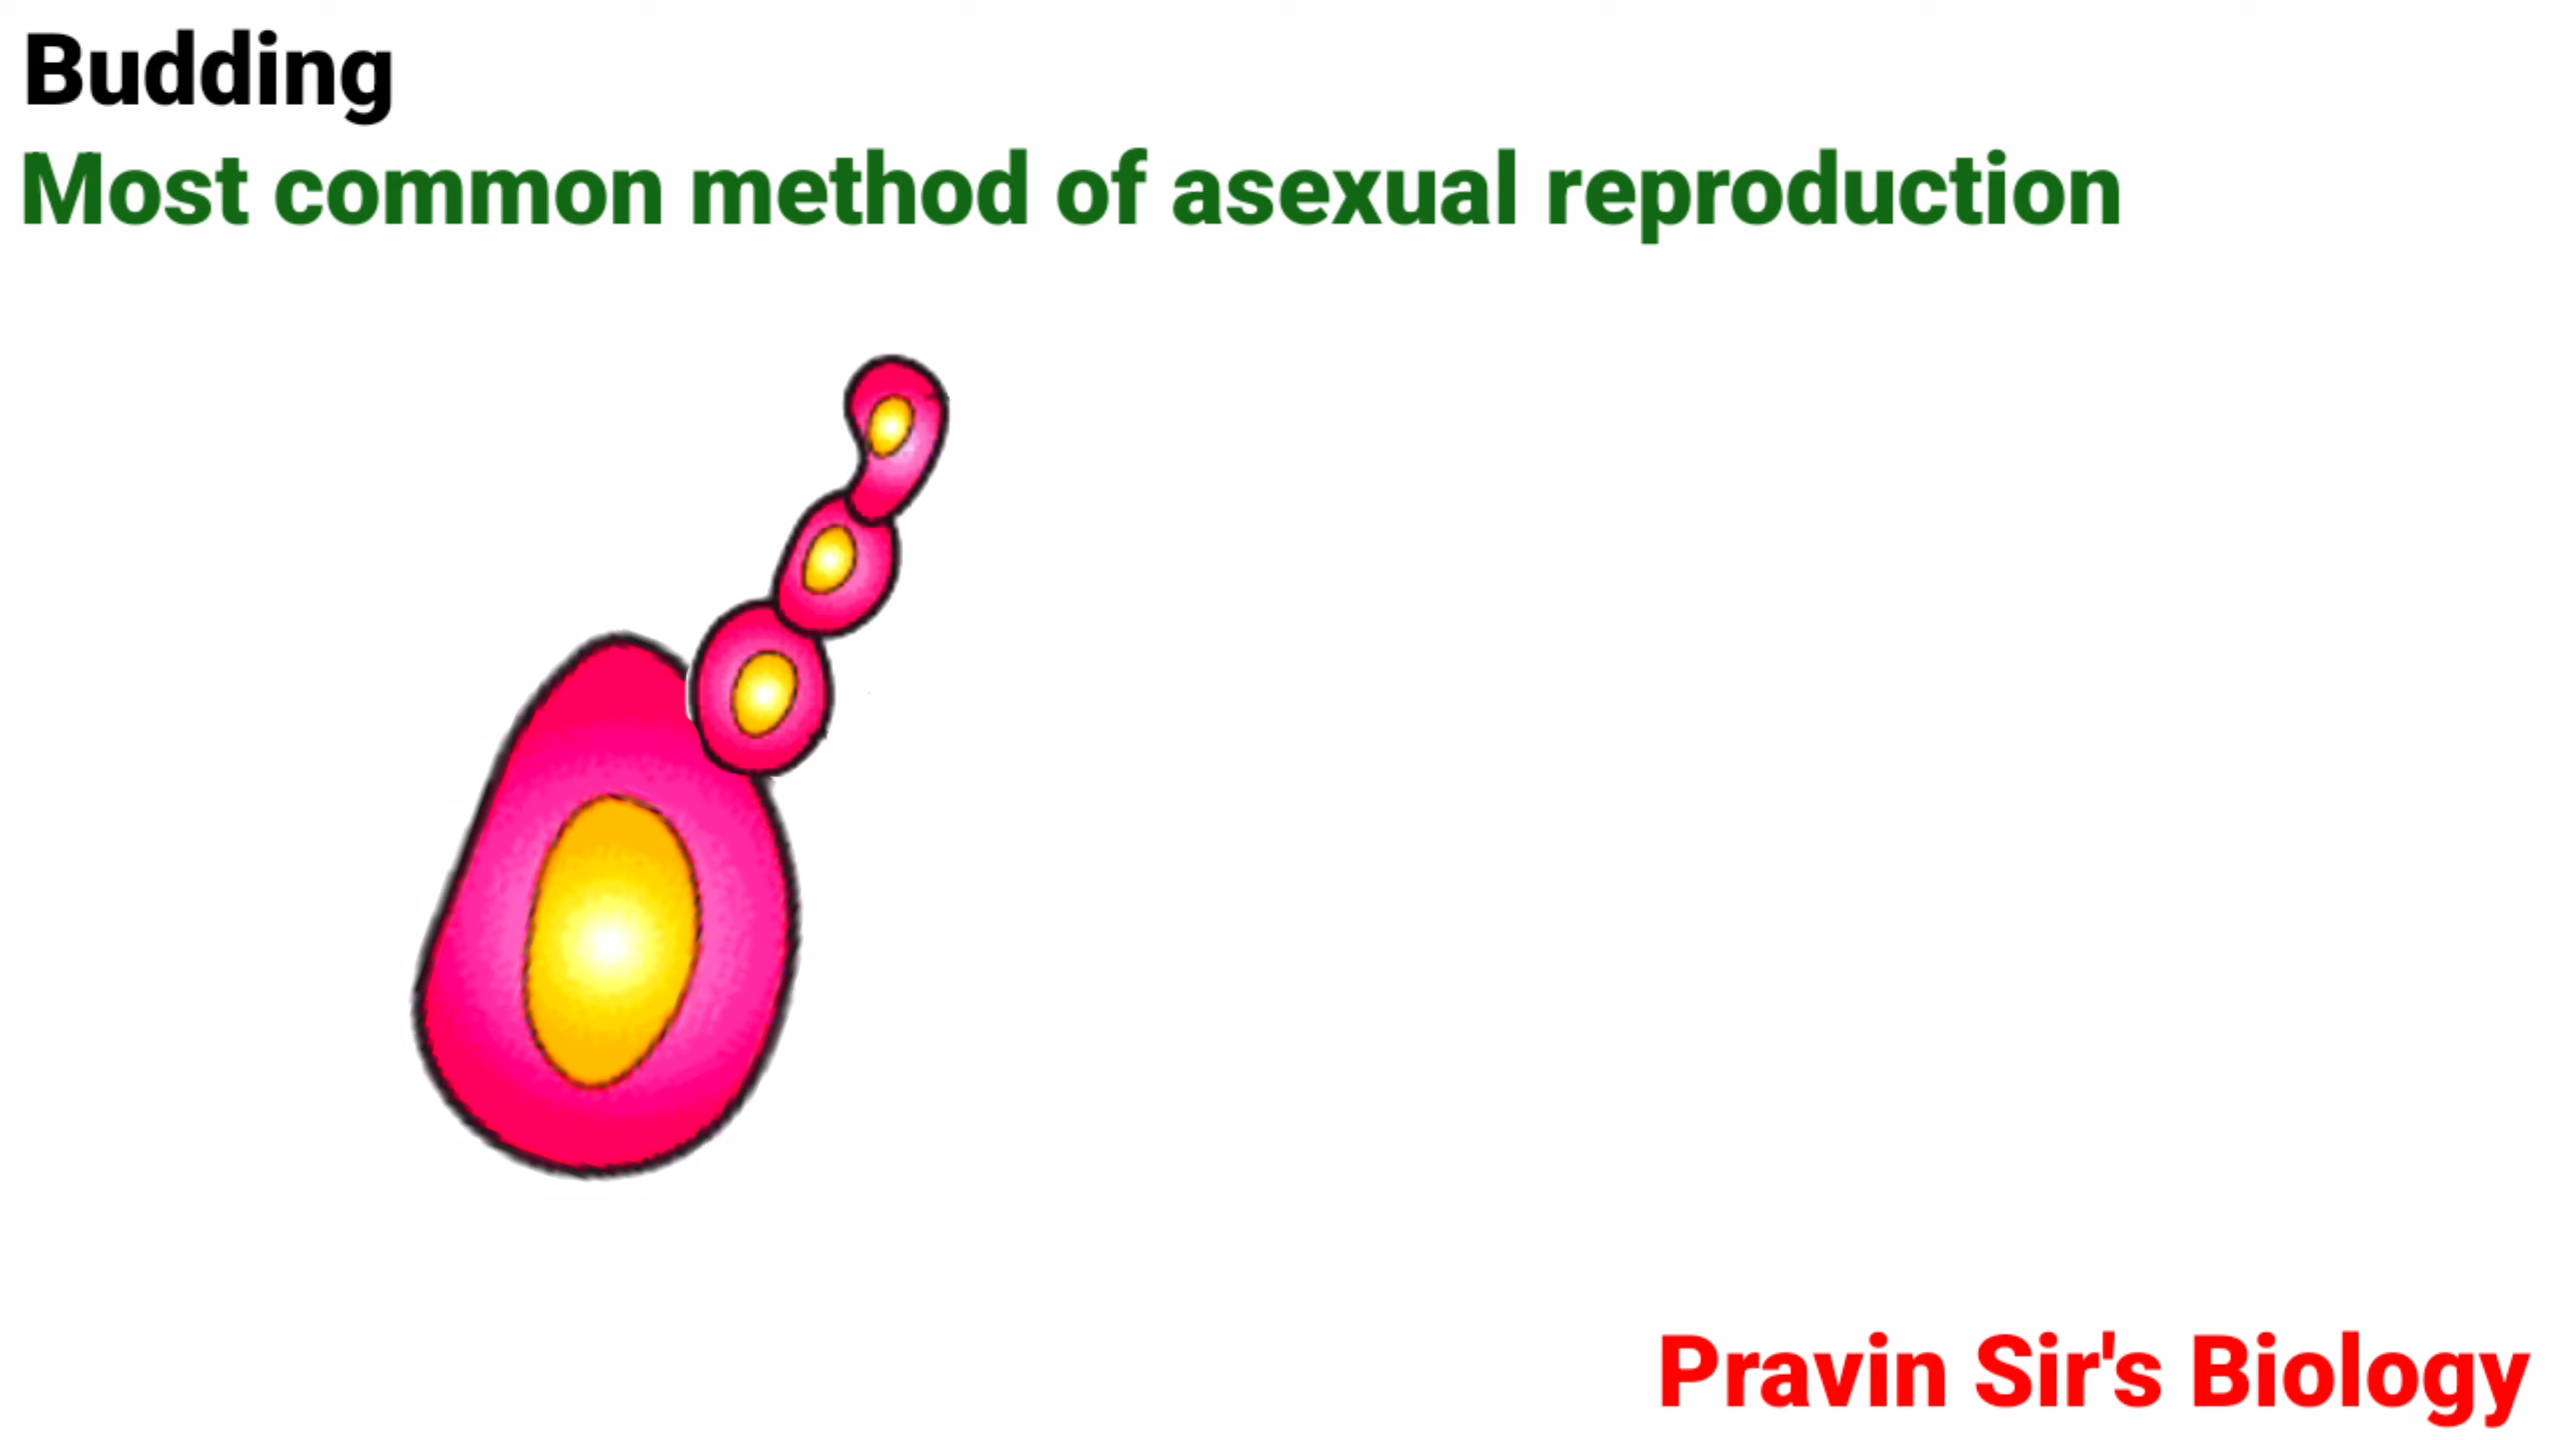 Budding
Most common method of asexual reproduction
Pravin Sir's Biology